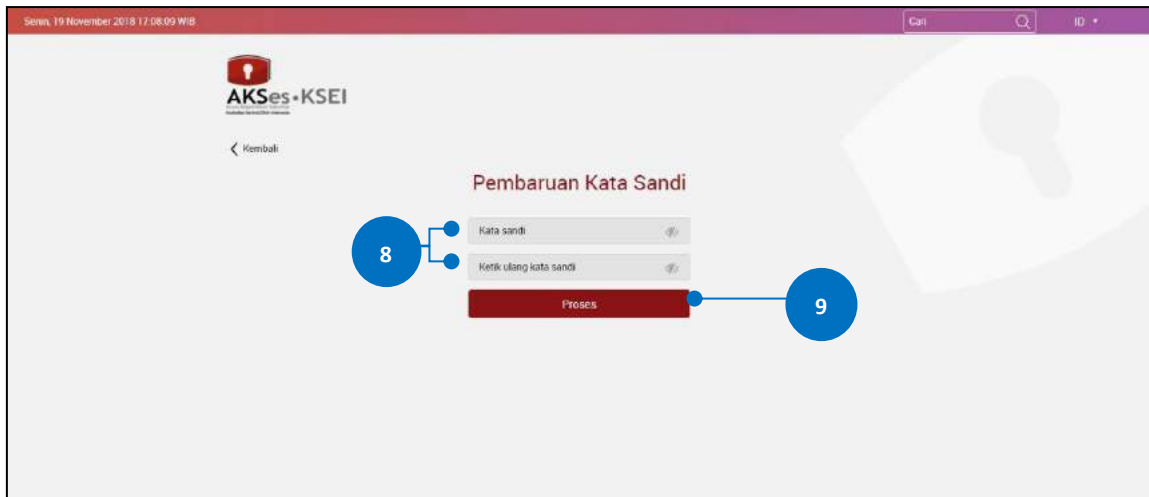 Senin, 19 November 2018 17:08:09 WIB
Cari
ID
AKSes•KSEI
Kembali
Pembaruan Kata Sandi
Kata sandi
8
Ketik ulang kata sandi
Proses
9